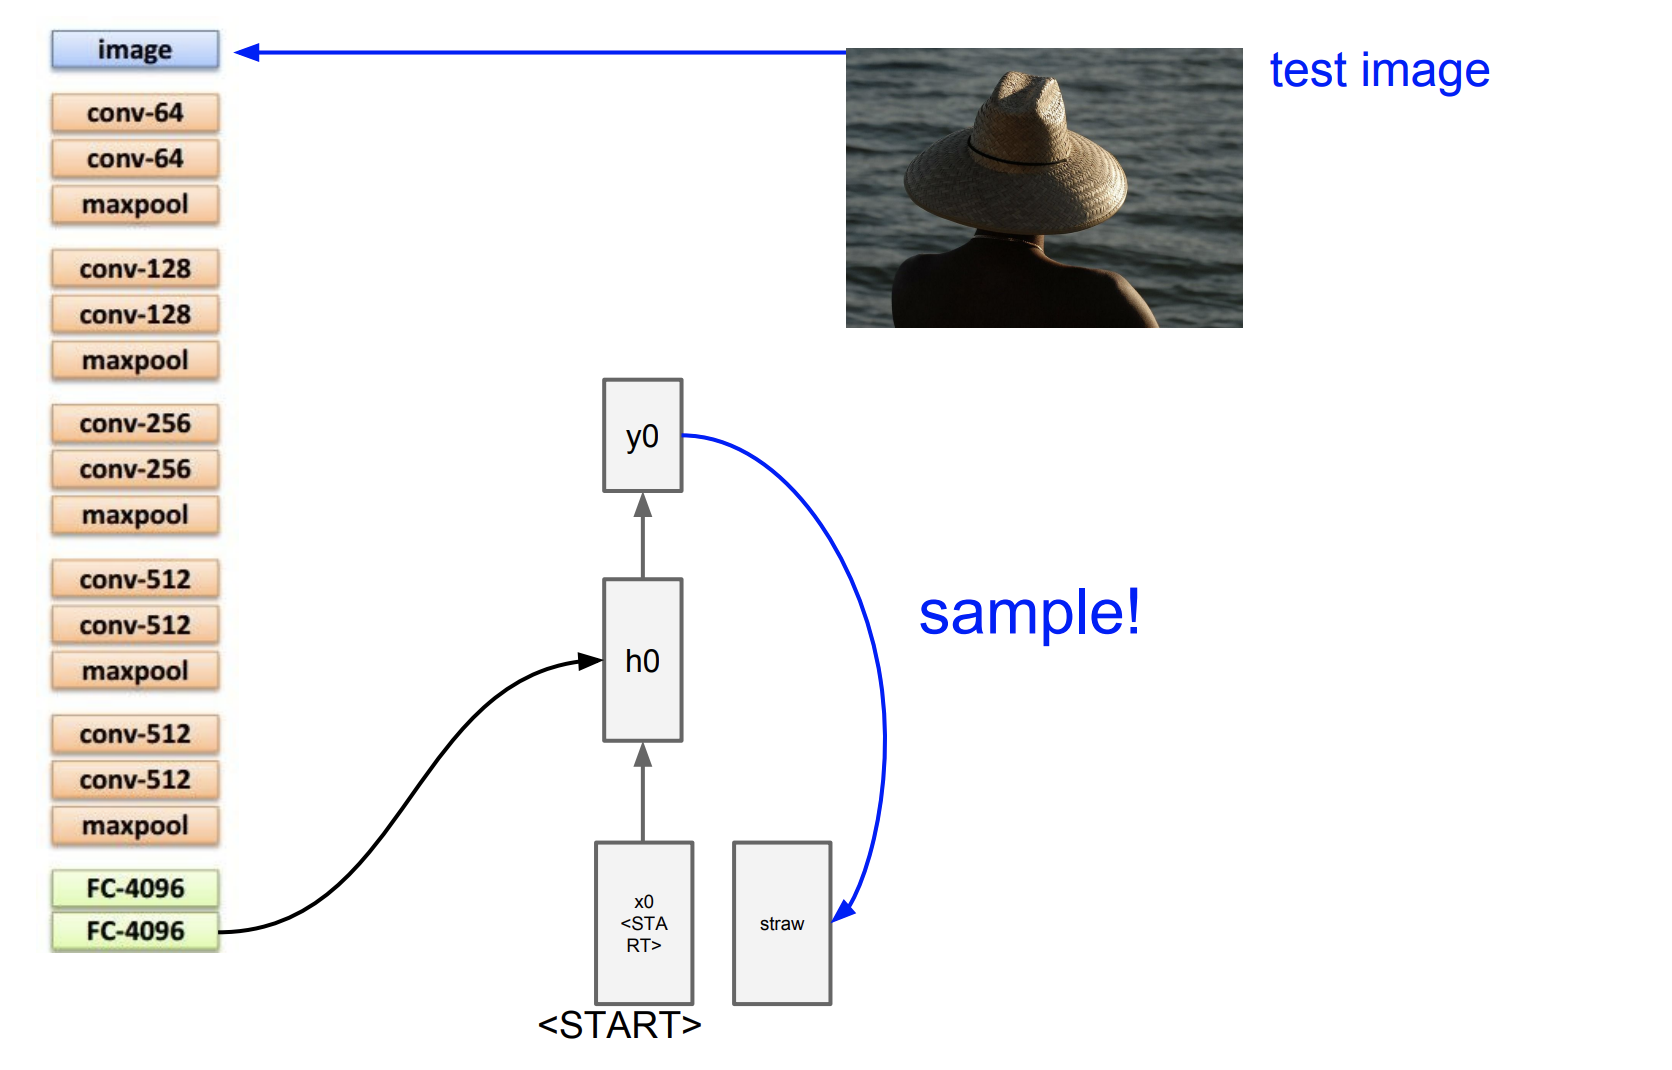 image
conv-64
conv-64
maxpool
conv-128
conv-128
maxpool
conv-256
conv-256
maxpool
conv-512
conv-512
maxpool
conv-512
conv-512
maxpool
FC-4096
FC-4096
test image
y0
sample!
h0
x0
<STA
RT>
straw
<START>